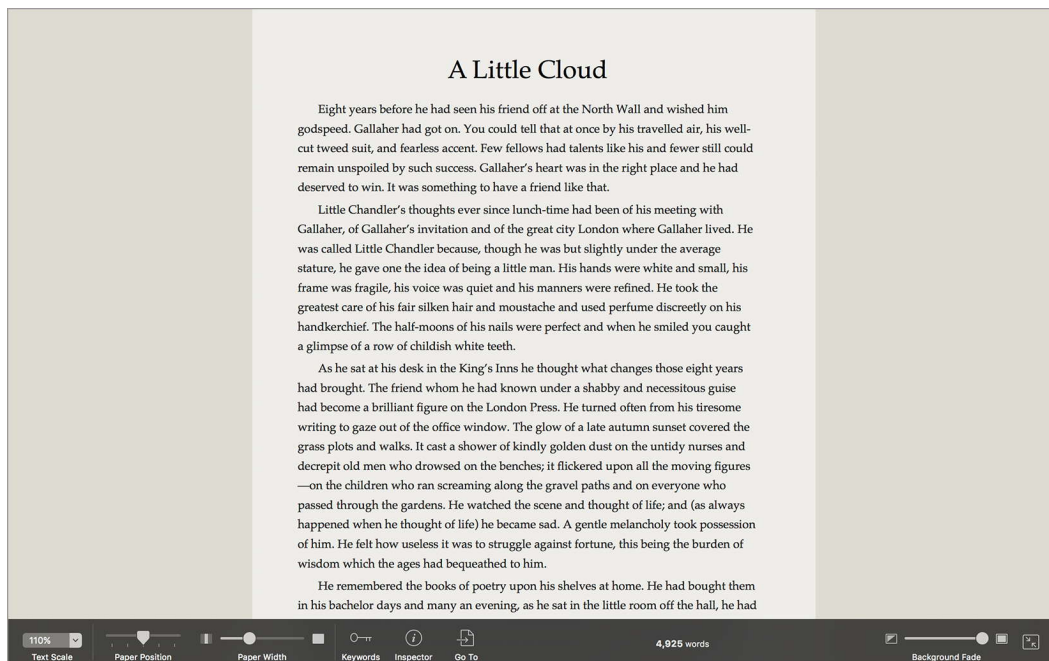 A Little Cloud
Eight years before he had seen his friend off at the North Wall and wished him
godspeed. Gallaher had got on. You could tell that at once by his travelled air, his well-
cut tweed suit, and fearless accent. Few fellows had talents like his and fewer still could
remain unspoiled by such success. Gallaher’s heart was in the right place and he had
deserved to win. It was something to have a friend like that.
Little Chandler’s thoughts ever since lunch-time had been of his meeting with
Gallaher, of Gallaher’s invitation and of the great city London where Gallaher lived. He
was called Little Chandler because, though he was but slightly under the average
stature, he gave one the idea of being a little man. His hands were white and small, his
frame was fragile, his voice was quiet and his manners were refined. He took the
greatest care of his fair silken hair and moustache and used perfume discreetly on his
handkerchief. The half-moons of his nails were perfect and when he smiled you caught
a glimpse of a row of childish white teeth.
As he sat at his desk in the King’s Inns he thought what changes those eight years
had brought. The friend whom he had known under a shabby and necessitous guise
had become a brilliant figure on the London Press. He turned often from his tiresome
writing to gaze out of the office window. The glow of a late autumn sunset covered the
grass plots and walks. It cast a shower of kindly golden dust on the untidy nurses and
decrepit old men who drowsed on the benches; it flickered upon all the moving figures
—on the children who ran screaming along the gravel paths and on everyone who
passed through the gardens. He watched the scene and thought of life; and (as always
happened when he thought of life) he became sad. A gentle melancholy took possession
of him. He felt how useless it was to struggle against fortune, this being the burden of
wisdom which the ages had bequeathed to him.
He remembered the books of poetry upon his shelves at home. He had bought them
in his bachelor days and many an evening, as he sat in the little room off the hall, he had
110%
Text Scale
Paper Position
Paper Width
Keywords
Inspector
Go To
4,925 words
Background Fade